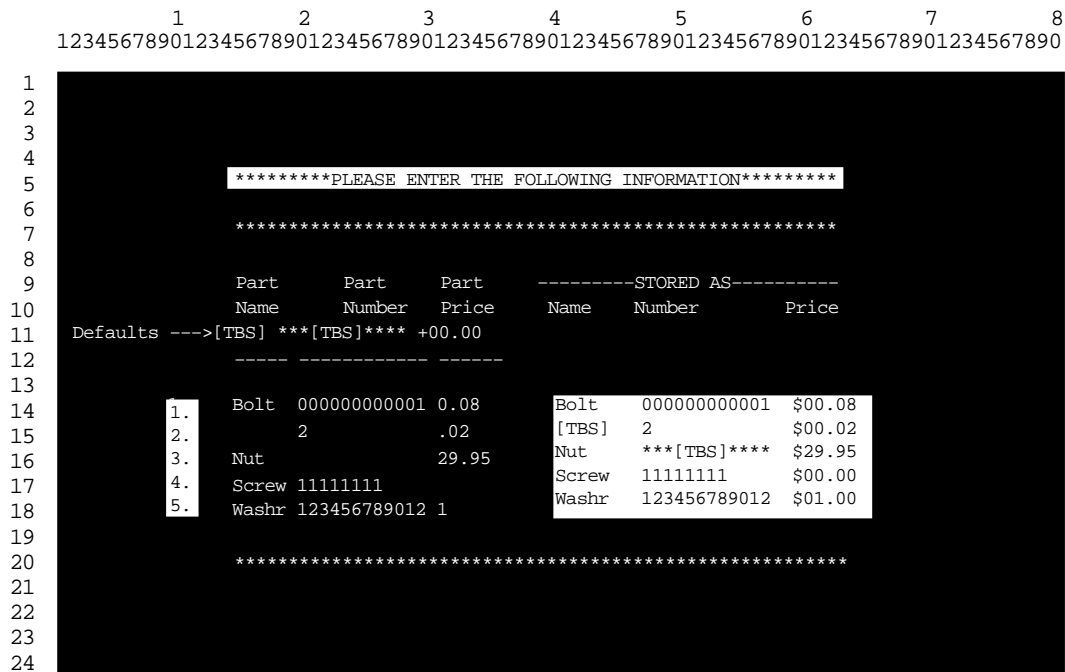 1 2 3 4 5 6 7 8
12345678901234567890123456789012345678901234567890123456789012345678901234567890
1
2
3
4
5 *********PLEASE ENTER THE FOLLOWING INFORMATION*********
6
7 ********************************************************
8
9 Part Part Part ---------STORED AS----------
10 Name Number Price Name Number Price
11 Defaults --->[TBS] ***[TBS]**** +00.00
12 ----- ------------ ------
13
14 1. Bolt 000000000001 0.08 Bolt 000000000001 $00.08
15 2. 2 .02 [TBS] 2 $00.02
16 3. Nut 29.95 Nut ***[TBS]**** $29.95
17 4. Screw 11111111 Screw 11111111 $00.00
18 5. Washr 123456789012 1 Washr 123456789012 $01.00
19
20 *********************************************************
21
22
23
24